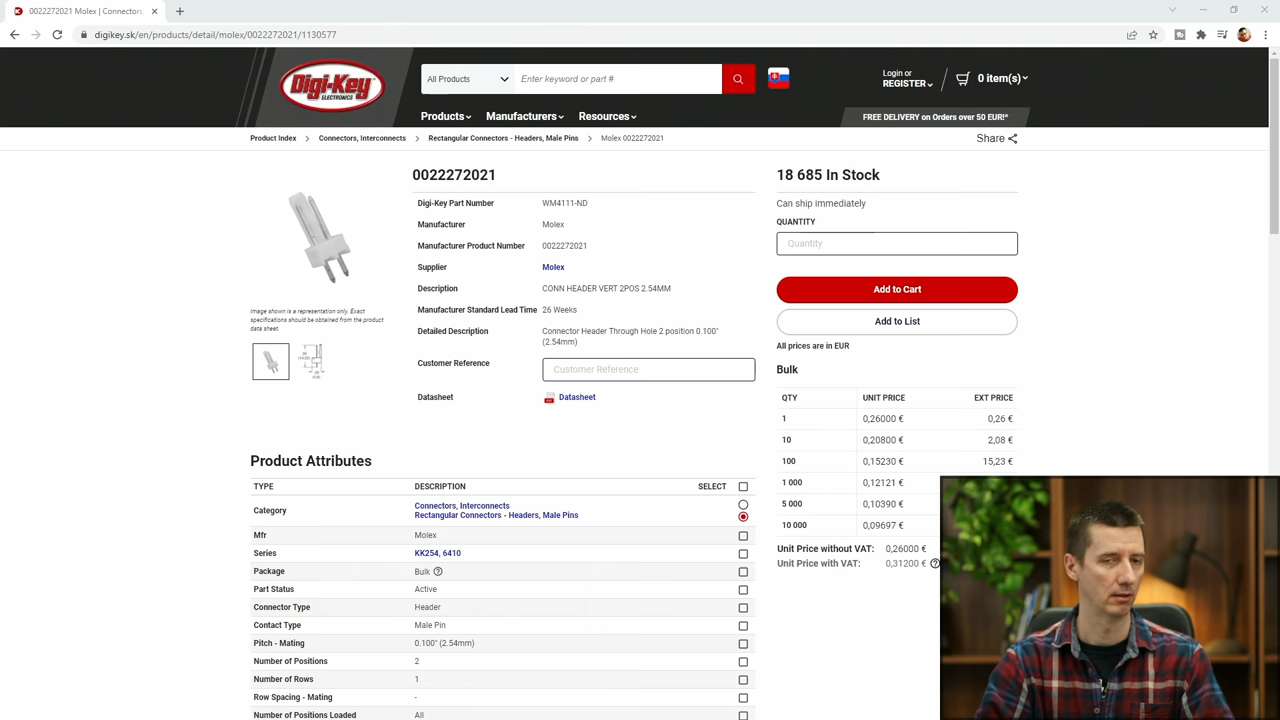 0022272021 Molex | Connectors
digikey.sk/en/products/detail/molex/0022272021/1130577
Digi-Key
ELECTRONICS
All Products
Enter keyword or part #
Login or
REGISTER
0 item(s)
Products
Manufacturers
Resources
FREE DELIVERY on Orders over 50 EUR!*
Product Index > Connectors, Interconnects > Rectangular Connectors - Headers, Male Pins > Molex 0022272021
Share
Image shown is a representation only. Exact
specifications should be obtained from the product
data sheet.
0022272021
Digi-Key Part Number WM4111-ND
Manufacturer Molex
Manufacturer Product Number 0022272021
Supplier Molex
Description CONN HEADER VERT 2POS 2.54MM
Manufacturer Standard Lead Time 26 Weeks
Detailed Description Connector Header Through Hole 2 position 0.100"
(2.54mm)
Customer Reference Customer Reference
Datasheet Datasheet
18 685 In Stock
Can ship immediately
QUANTITY
Quantity
Add to Cart
Add to List
All prices are in EUR
Bulk
QTY UNIT PRICE EXT PRICE
1 0,26000 € 0,26 €
10 0,20800 € 2,08 €
100 0,15230 € 15,23 €
1 000 0,12121 €
5 000 0,10390 €
10 000 0,09697 €
Unit Price without VAT: 0,26000 €
Unit Price with VAT: 0,31200 €
Product Attributes
TYPE DESCRIPTION SELECT
Category Connectors, Interconnects
Rectangular Connectors - Headers, Male Pins
Mfr Molex
Series KK254, 6410
Package Bulk
Part Status Active
Connector Type Header
Contact Type Male Pin
Pitch - Mating 0.100" (2.54mm)
Number of Positions 2
Number of Rows 1
Row Spacing - Mating -
Number of Positions Loaded All